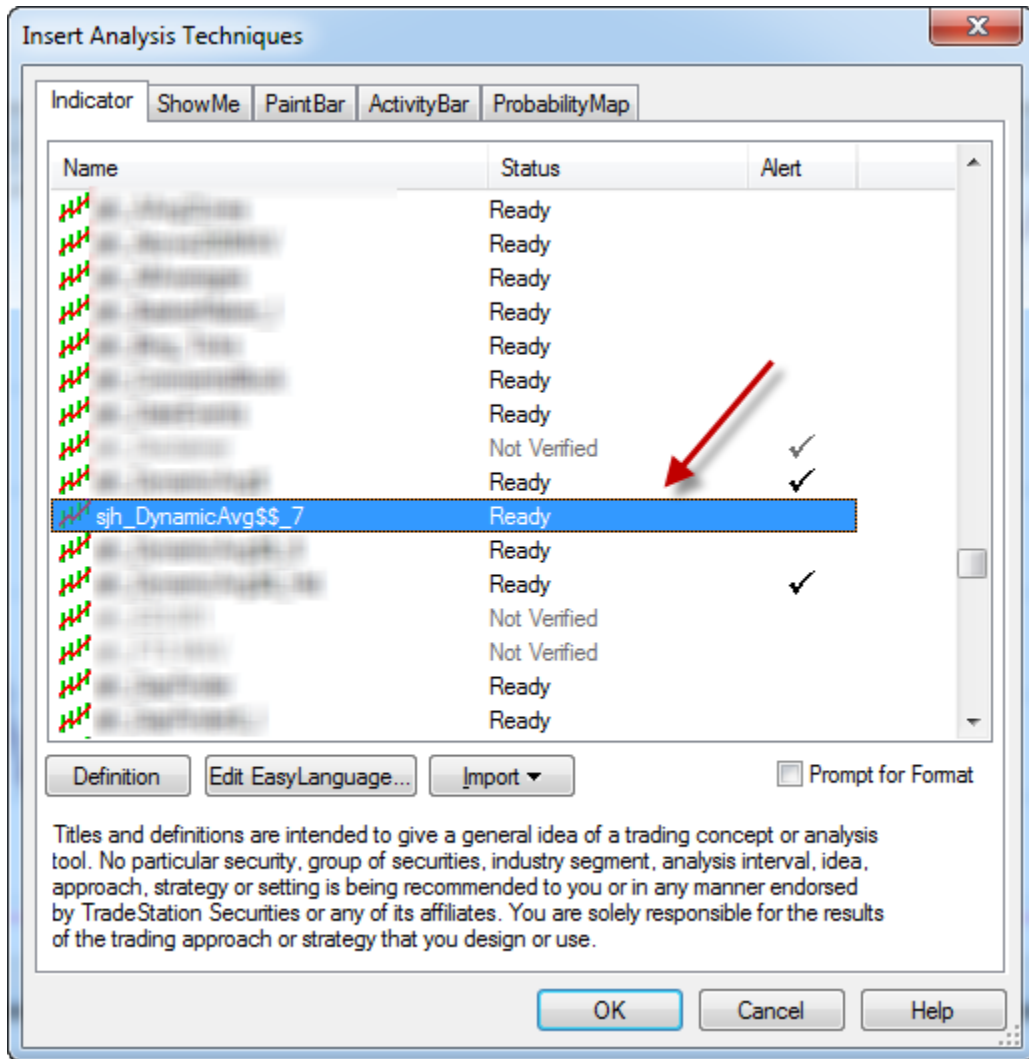 Insert Analysis Techniques
Indicator ShowMe PaintBar ActivityBar ProbabilityMap
Name Status Alert
Ready
Ready
Ready
Ready
Ready
Ready
Ready
Not Verified
Ready
sjh_DynamicAvg$$_7 Ready
Ready
Ready
Not Verified
Not Verified
Ready
Ready
Definition Edit EasyLanguage... Import Prompt for Format
Titles and definitions are intended to give a general idea of a trading concept or analysis
tool. No particular security, group of securities, industry segment, analysis interval, idea,
approach, strategy or setting is being recommended to you or in any manner endorsed
by TradeStation Securities or any of its affiliates. You are solely responsible for the results
of the trading approach or strategy that you design or use.
OK Cancel Help